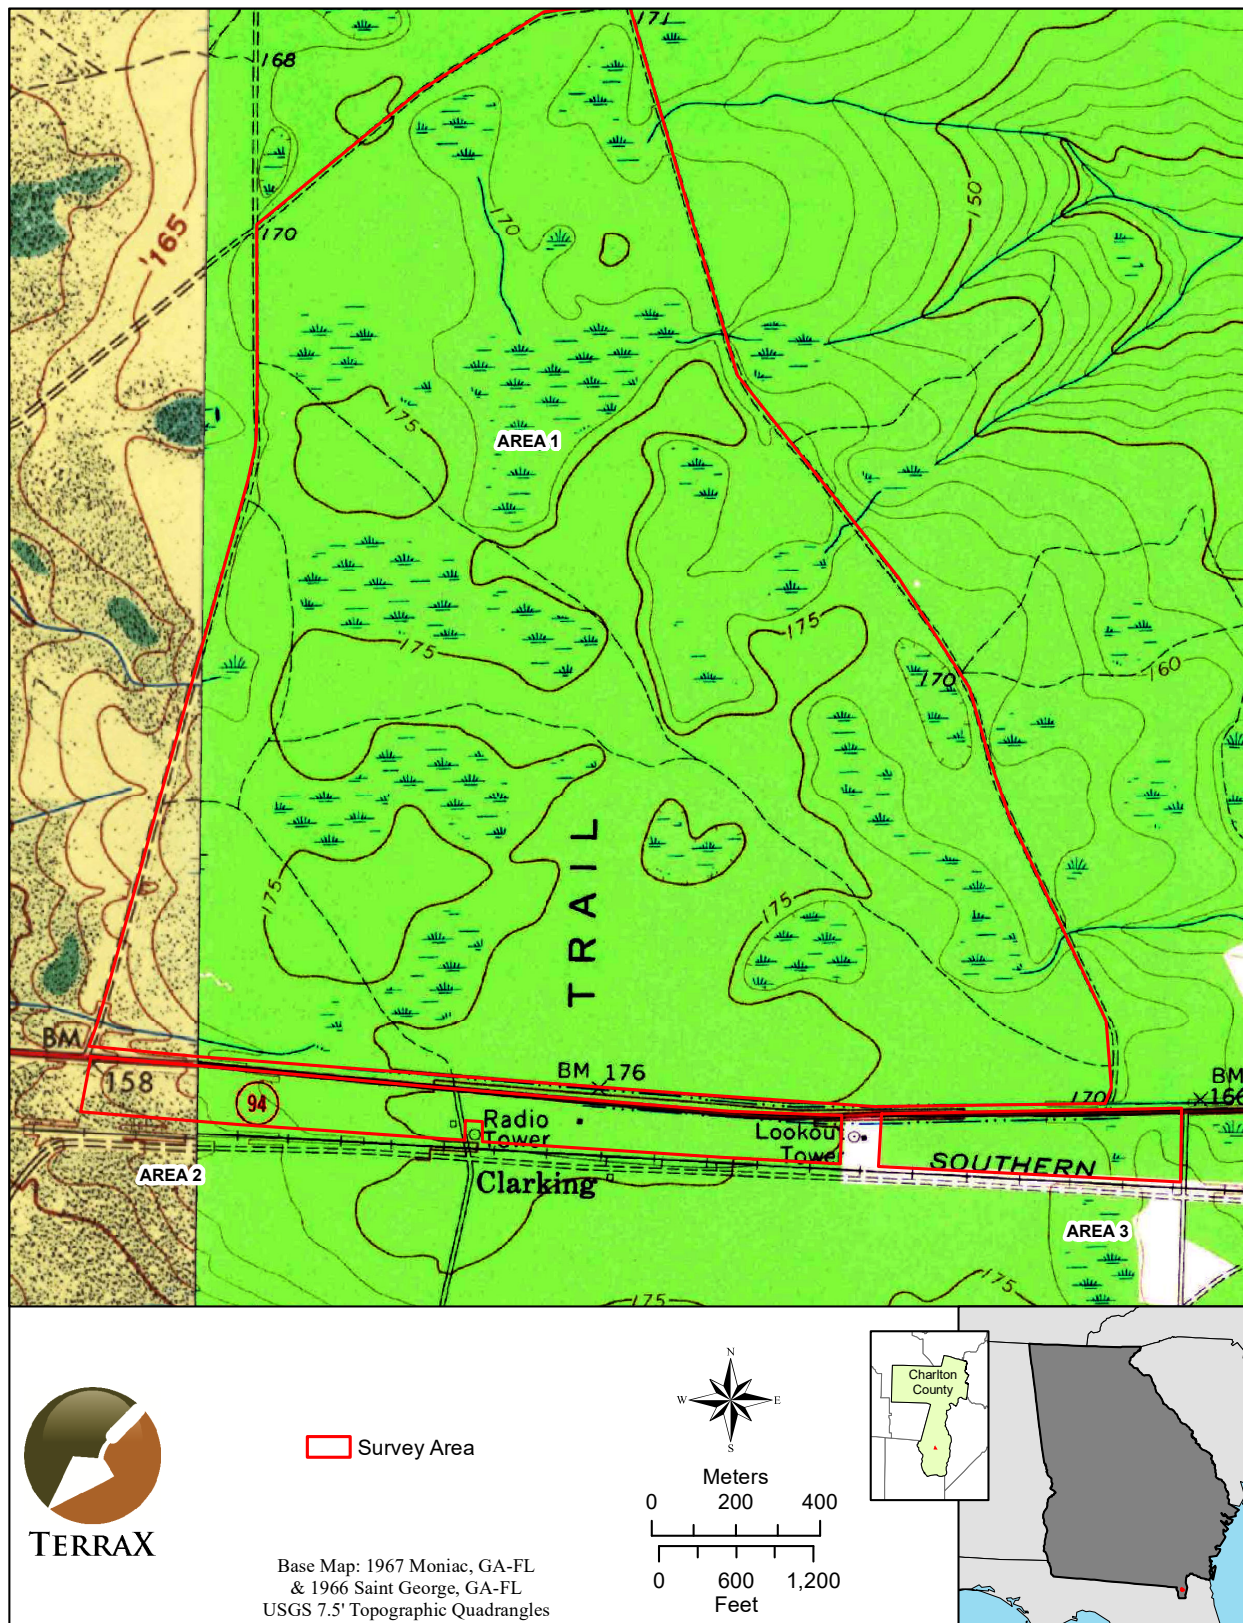 171
168
'165
170
170
150
175
AREA 1
175
175
170
160
TRAIL
175
175
BM
158
94
BM 176
170
BM
166
Radio
Tower
Lookou
Tower
SOUTHERN
AREA 2
Clarking
AREA 3
175
175
TERRAX
Survey Area
Base Map: 1967 Moniac, GA-FL
& 1966 Saint George, GA-FL
USGS 7.5' Topographic Quadrangles
N
W
E
S
Meters
0 200 400
0 600 1,200
Feet
Charlton
County